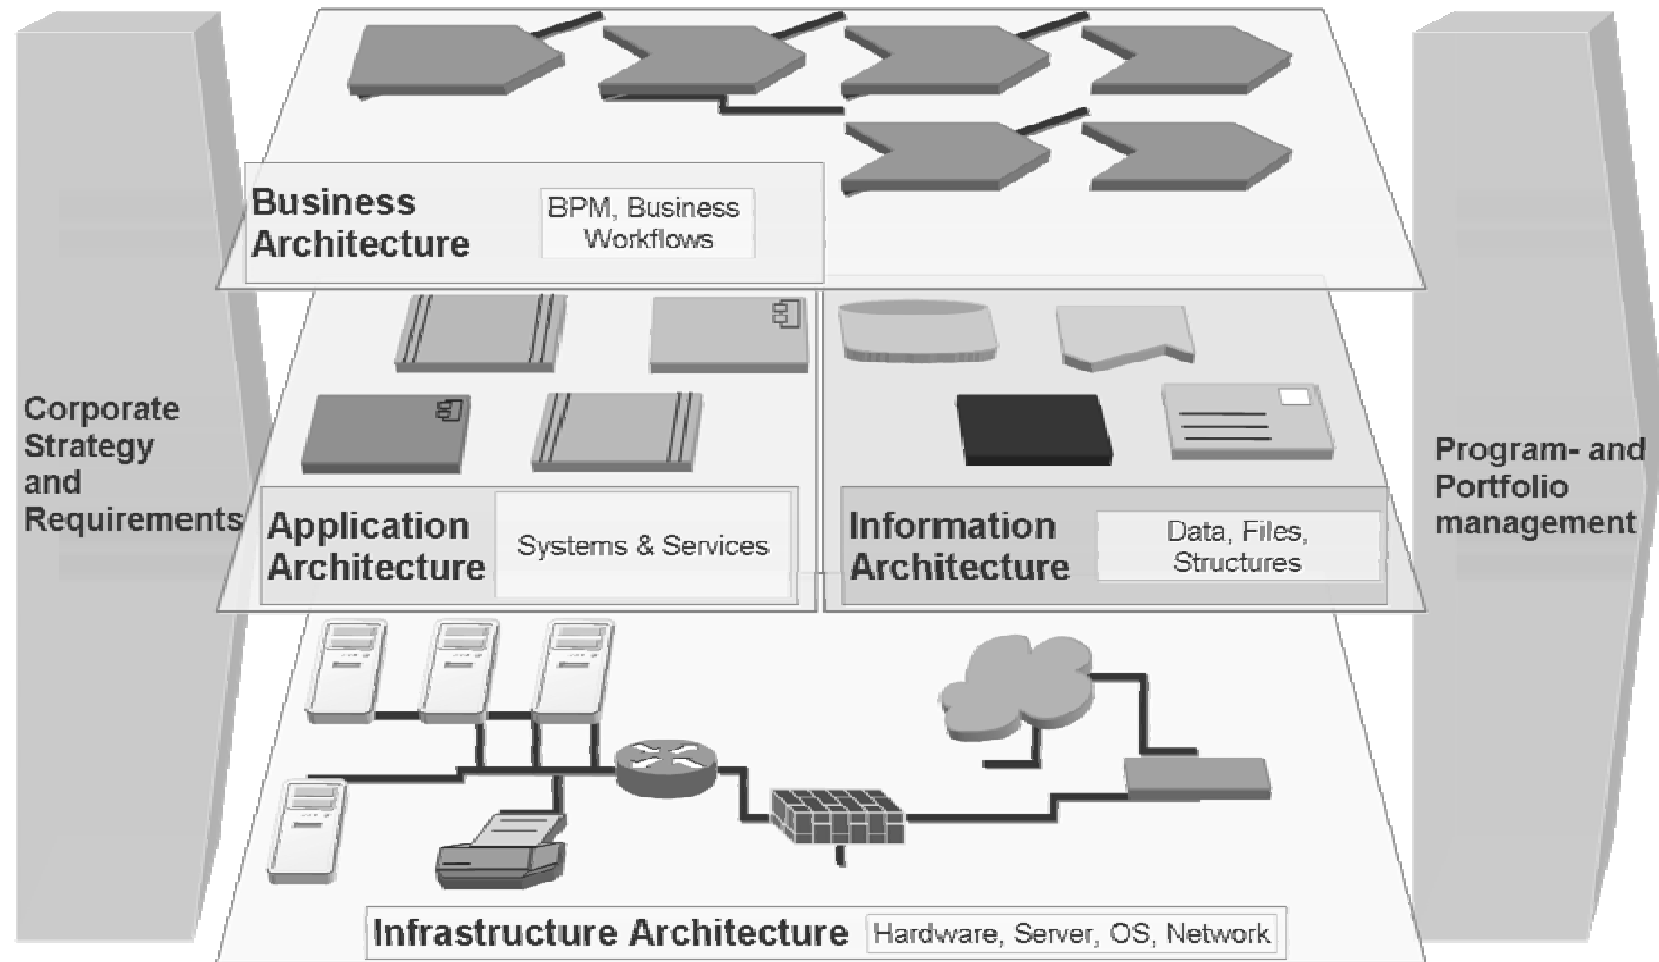 Business
Architecture
BPM, Business
Workflows
Corporate
Strategy
and
Requirements
Application
Architecture
Systems & Services
Information
Architecture
Data, Files,
Structures
Program- and
Portfolio
management
Infrastructure Architecture
Hardware, Server, OS, Network